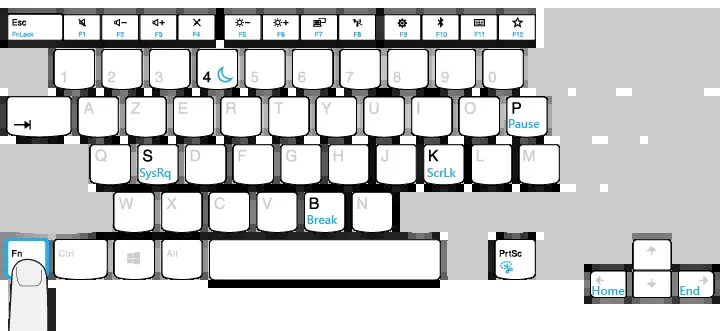 Esc
FnLock
F1
F2
F3
F4
F5
F6
F7
F8
F9
F10
F11
F12
1
2
3
4
5
6
7
8
9
0
A
Z
E
R
T
Y
U
I
O
P
Pause
Q
S
SysRq
D
F
G
H
J
K
ScrLk
L
M
W
X
C
V
B
Break
N
Fn
Ctrl
Alt
PrtSc
Home
End